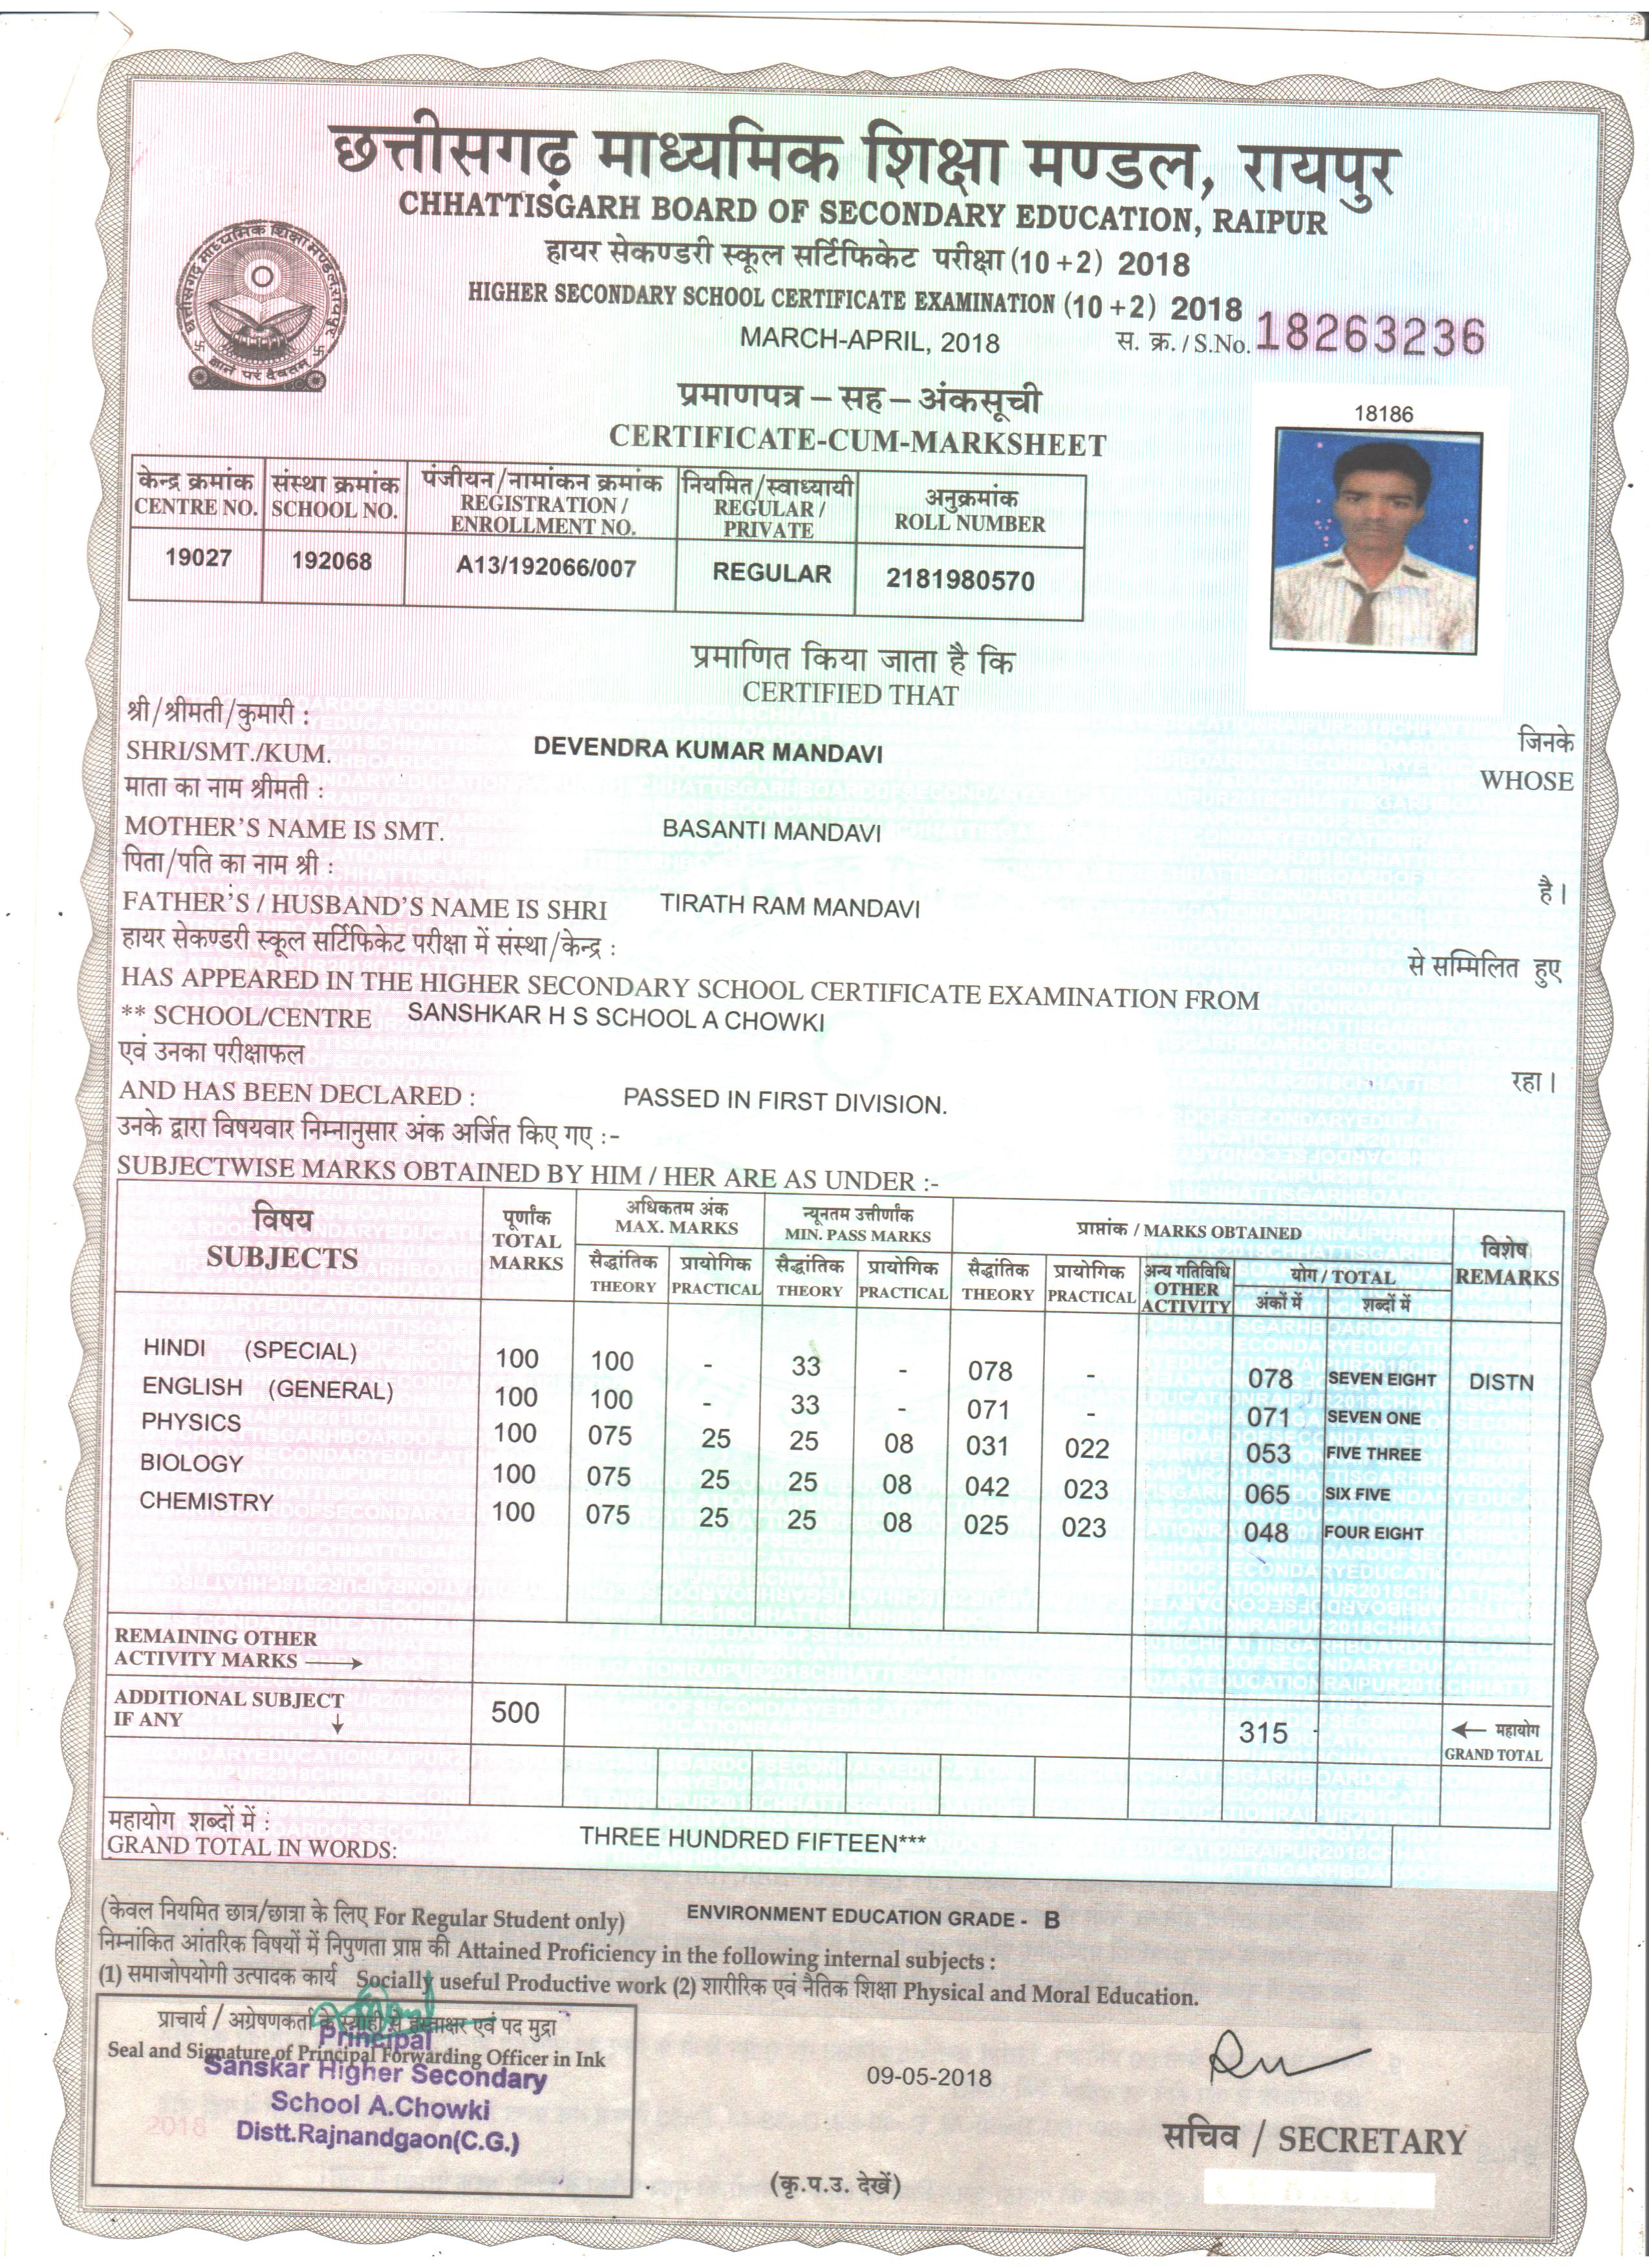 छत्तीसगढ़ माध्यमिक शिक्षा मण्डल, रायपुर
CHHATTISGARH BOARD OF SECONDARY EDUCATION, RAIPUR
हायर सेकण्डरी स्कूल सर्टिफिकेट परीक्षा (10+2) 2018
HIGHER SECONDARY SCHOOL CERTIFICATE EXAMINATION (10+2) 2018
MARCH-APRIL, 2018 स. क्र. / S.No. 18263236
प्रमाणपत्र – सह – अंकसूची
CERTIFICATE-CUM-MARKSHEET
18186
केन्द्र क्रमांक संस्था क्रमांक पंजीयन/नामांकन क्रमांक नियमित/स्वाध्यायी अनुक्रमांक
CENTRE NO. SCHOOL NO. REGISTRATION / ENROLLMENT NO. REGULAR / PRIVATE ROLL NUMBER
19027 192068 A13/192066/007 REGULAR 2181980570
प्रमाणित किया जाता है कि
CERTIFIED THAT
श्री/श्रीमती/कुमारी : जिनके
SHRI/SMT./KUM. DEVENDRA KUMAR MANDAVI WHOSE
माता का नाम श्रीमती :
MOTHER'S NAME IS SMT. BASANTI MANDAVI
पिता/पति का नाम श्री : है।
FATHER'S / HUSBAND'S NAME IS SHRI TIRATH RAM MANDAVI
हायर सेकण्डरी स्कूल सर्टिफिकेट परीक्षा में संस्था/केन्द्र : से सम्मिलित हुए
HAS APPEARED IN THE HIGHER SECONDARY SCHOOL CERTIFICATE EXAMINATION FROM
** SCHOOL/CENTRE SANSHKAR H S SCHOOL A CHOWKI
एवं उनका परीक्षाफल रहा।
AND HAS BEEN DECLARED : PASSED IN FIRST DIVISION.
उनके द्वारा विषयवार निम्नानुसार अंक अर्जित किए गए :-
SUBJECTWISE MARKS OBTAINED BY HIM / HER ARE AS UNDER :-
विषय पूर्णांक अधिकतम अंक न्यूनतम उत्तीर्णांक प्राप्तांक / MARKS OBTAINED विशेष
SUBJECTS TOTAL MARKS MAX. MARKS MIN. PASS MARKS REMARKS
सैद्धांतिक प्रायोगिक सैद्धांतिक प्रायोगिक सैद्धांतिक प्रायोगिक अन्य गतिविधि योग / TOTAL
THEORY PRACTICAL THEORY PRACTICAL THEORY PRACTICAL OTHER ACTIVITY अंकों में शब्दों में
HINDI (SPECIAL) 100 100 - 33 - 078 - 078 SEVEN EIGHT DISTN
ENGLISH (GENERAL) 100 100 - 33 - 071 - 071 SEVEN ONE
PHYSICS 100 075 25 25 08 031 022 053 FIVE THREE
BIOLOGY 100 075 25 25 08 042 023 065 SIX FIVE
CHEMISTRY 100 075 25 25 08 025 023 048 FOUR EIGHT
REMAINING OTHER
ACTIVITY MARKS
ADDITIONAL SUBJECT 500 315 महायोग
IF ANY GRAND TOTAL
महायोग शब्दों में :
GRAND TOTAL IN WORDS: THREE HUNDRED FIFTEEN***
(केवल नियमित छात्र/छात्रा के लिए For Regular Student only) ENVIRONMENT EDUCATION GRADE - B
निम्नांकित आंतरिक विषयों में निपुणता प्राप्त की Attained Proficiency in the following internal subjects :
(1) समाजोपयोगी उत्पादक कार्य Socially useful Productive work (2) शारीरिक एवं नैतिक शिक्षा Physical and Moral Education.
प्राचार्य / अग्रेषणकर्ता के स्याही से हस्ताक्षर एवं पद मुद्रा
Principal
Seal and Signature of Principal Forwarding Officer in Ink
Sanskar Higher Secondary
School A.Chowki
2018
Distt.Rajnandgaon(C.G.)
09-05-2018
सचिव / SECRETARY
(कृ.प.उ. देखें)